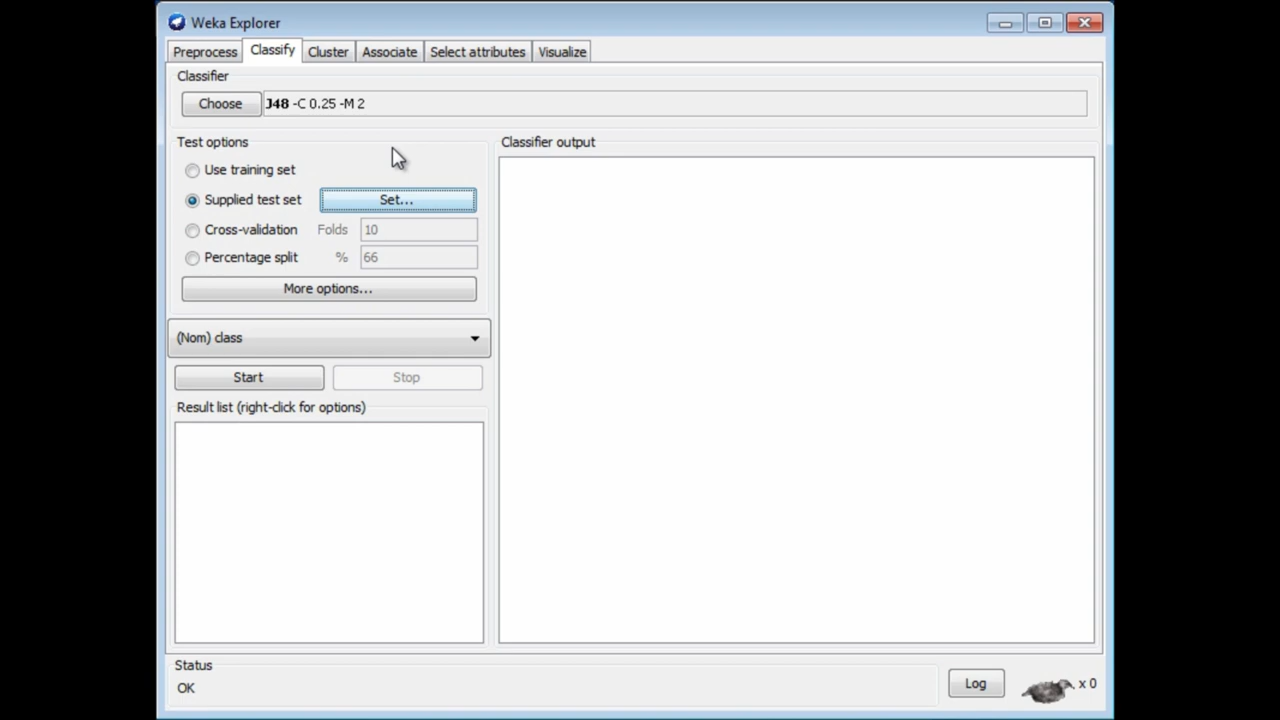 Weka Explorer
Preprocess Classify Cluster Associate Select attributes Visualize
Classifier
Choose J48 -C 0.25 -M 2
Test options
Use training set
Supplied test set Set...
Cross-validation Folds 10
Percentage split % 66
More options...
(Nom) class
Start Stop
Result list (right-click for options)
Classifier output
Status
OK
Log x 0